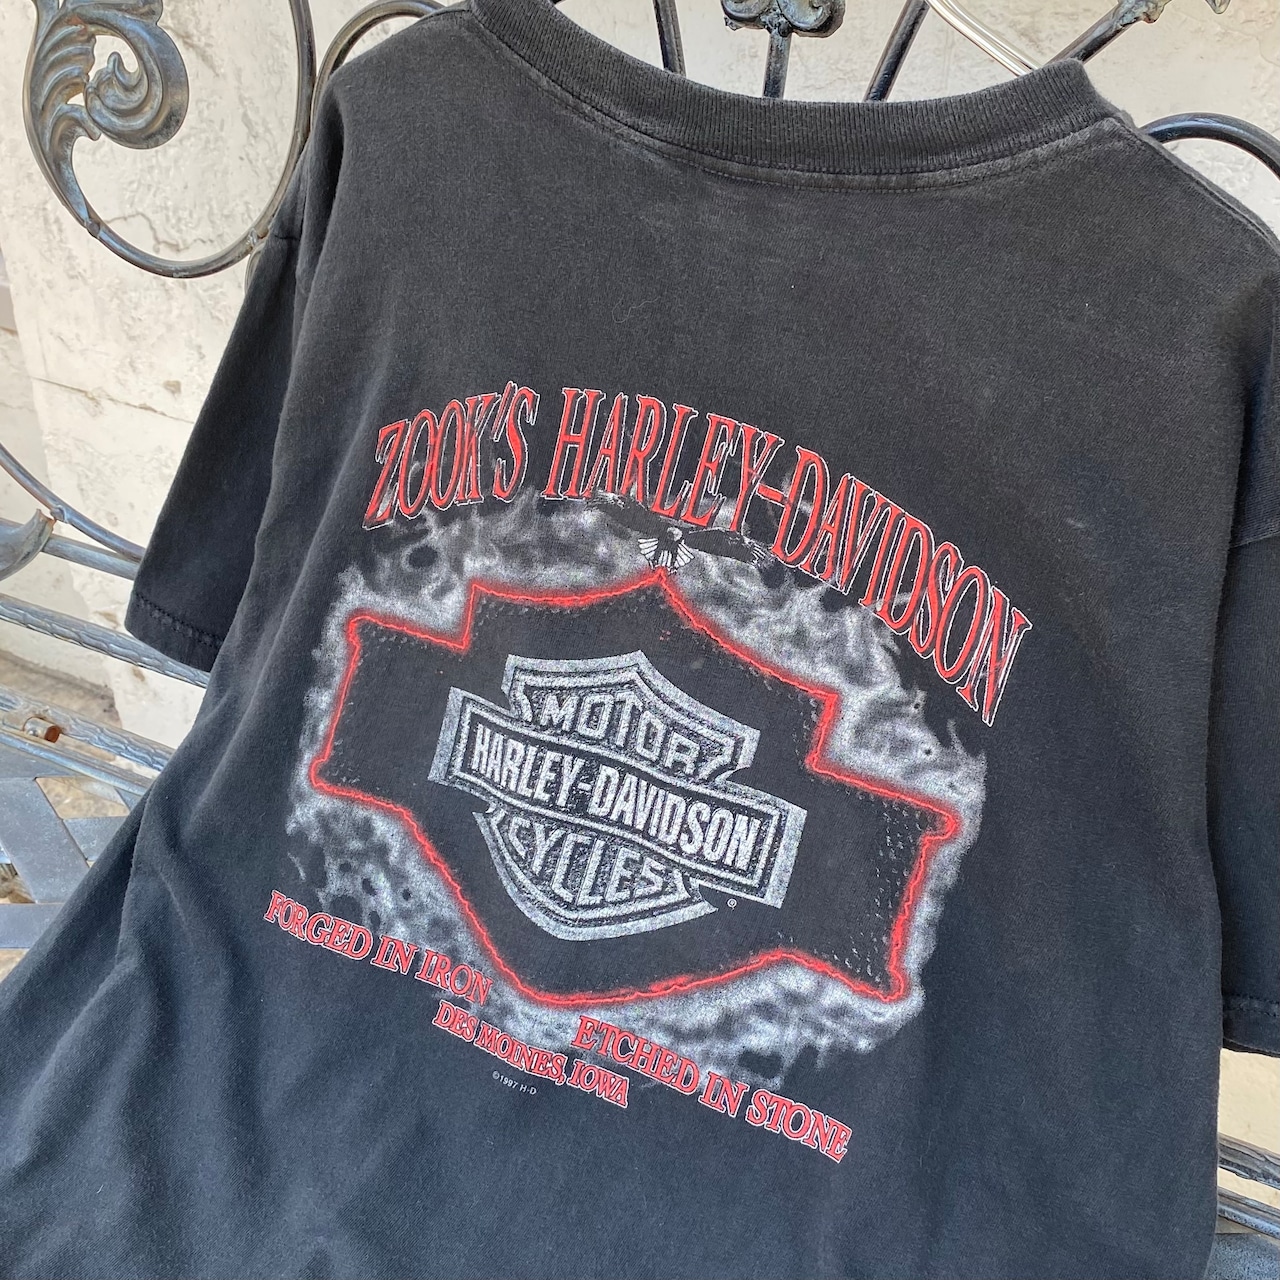 ZOOK'S HARLEY-DAVIDSON
MOTOR
HARLEY-DAVIDSON
CYCLES
®
FORGED IN IRON
ETCHED IN STONE
DES MOINES, IOWA
©1997 H-D